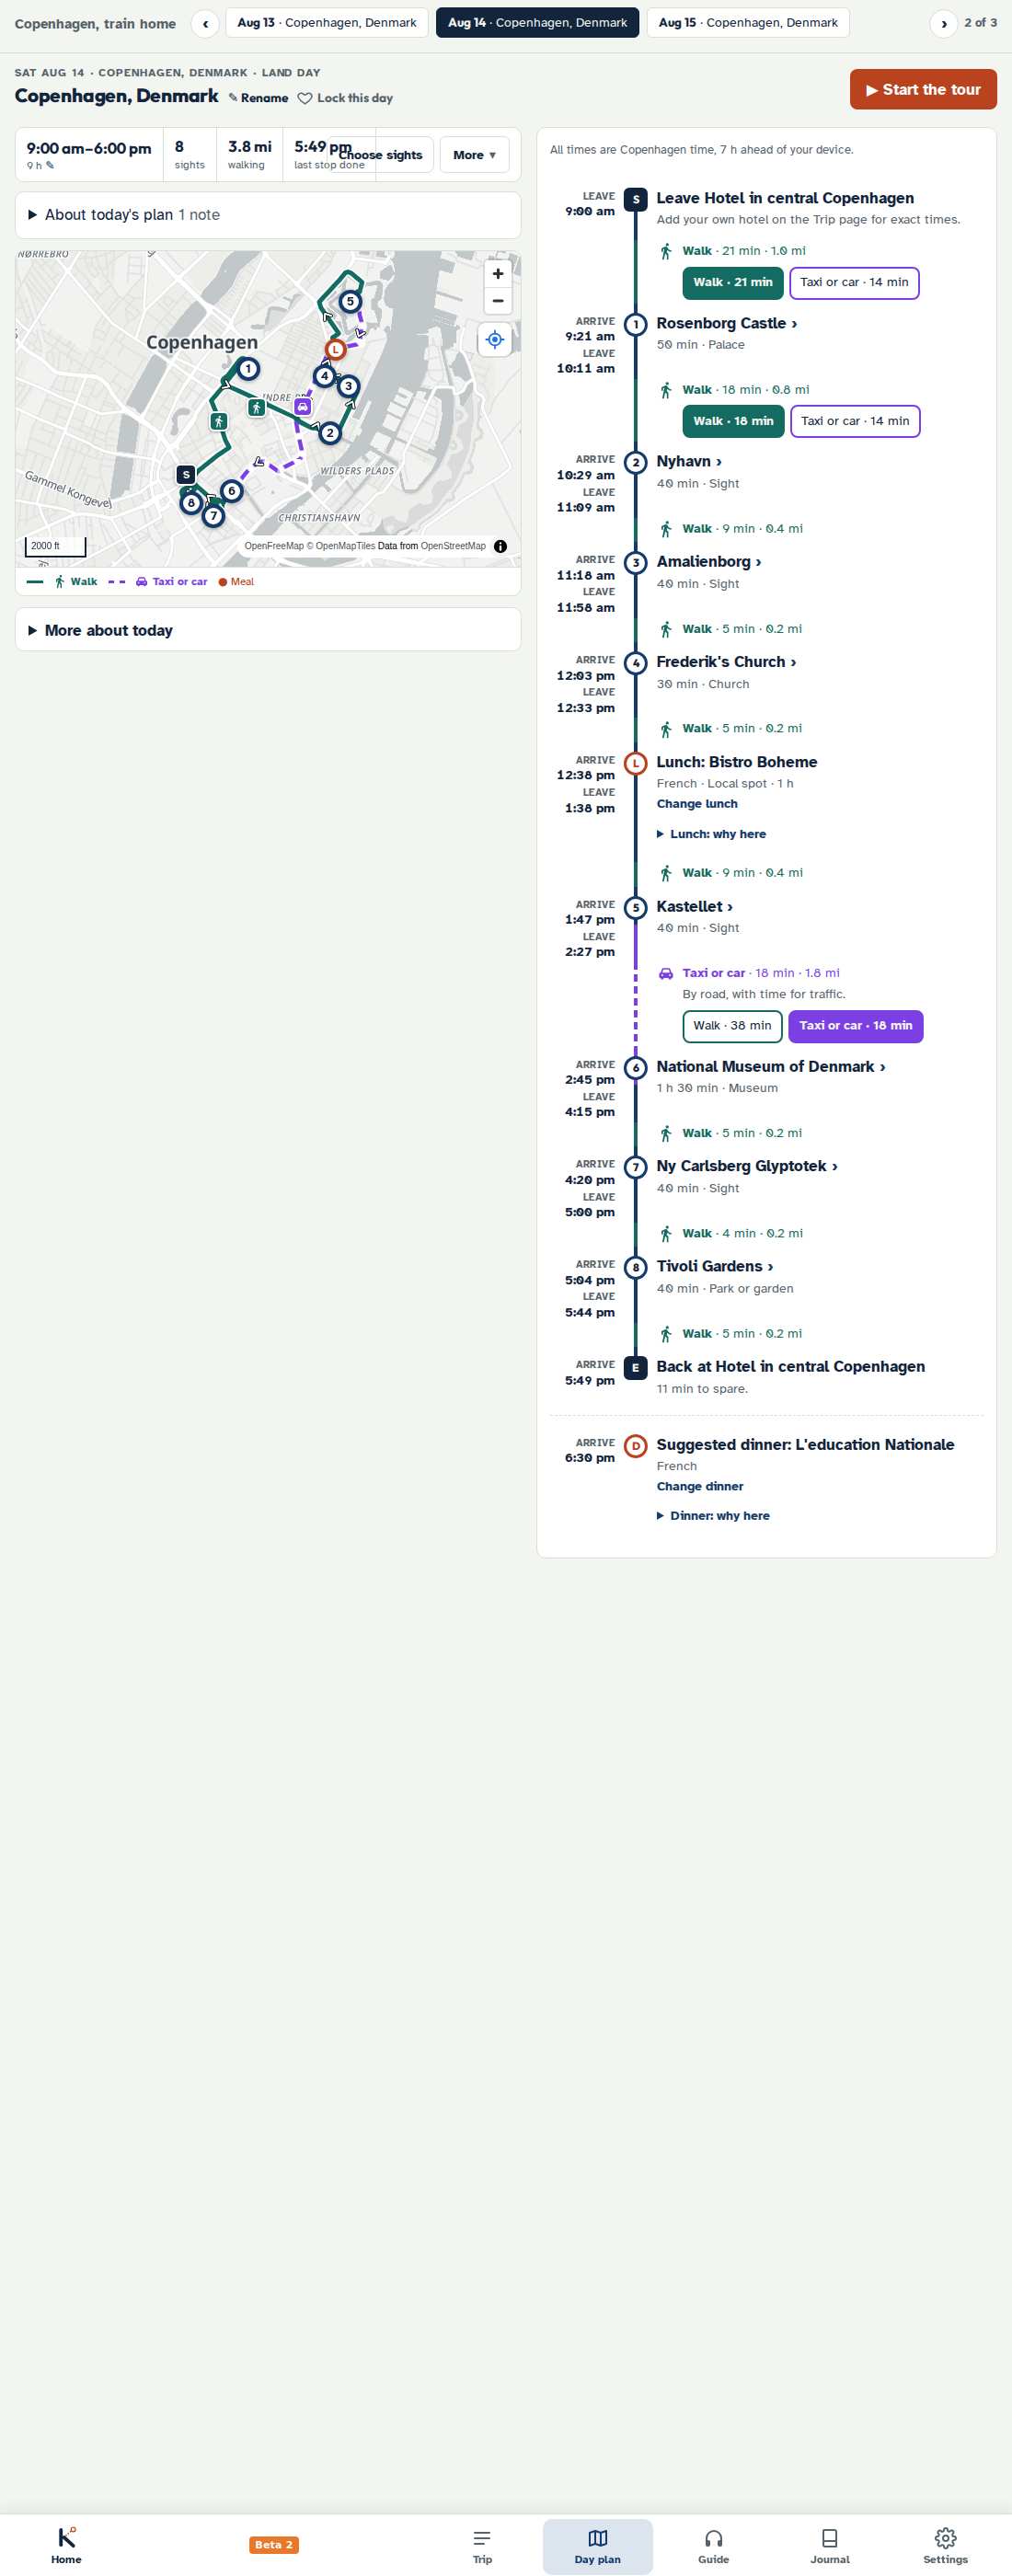 Copenhagen, train home
‹
Aug 13 · Copenhagen, Denmark
Aug 14 · Copenhagen, Denmark
Aug 15 · Copenhagen, Denmark
›
2 of 3
SAT AUG 14 · COPENHAGEN, DENMARK · LAND DAY
Copenhagen, Denmark ✎ Rename ♡ Lock this day
▶ Start the tour
9:00 am–6:00 pm
9 h ✎
8
sights
3.8 mi
walking
5:49 pm
last stop done
Choose sights
More ▾
▶ About today's plan 1 note
NØRREBRO
Copenhagen
INDRE
WILDERS PLADS
CHRISTIANSHAVN
Gammel Kongevej
S
1
2
3
4
L
5
6
7
8
+
−
2000 ft
OpenFreeMap © OpenMapTiles Data from OpenStreetMap
Walk
Taxi or car
Meal
▶ More about today
All times are Copenhagen time, 7 h ahead of your device.
LEAVE
9:00 am
S
Leave Hotel in central Copenhagen
Add your own hotel on the Trip page for exact times.
Walk · 21 min · 1.0 mi
Walk · 21 min
Taxi or car · 14 min
ARRIVE
9:21 am
LEAVE
10:11 am
1
Rosenborg Castle ›
50 min · Palace
Walk · 18 min · 0.8 mi
Walk · 18 min
Taxi or car · 14 min
ARRIVE
10:29 am
LEAVE
11:09 am
2
Nyhavn ›
40 min · Sight
Walk · 9 min · 0.4 mi
ARRIVE
11:18 am
LEAVE
11:58 am
3
Amalienborg ›
40 min · Sight
Walk · 5 min · 0.2 mi
ARRIVE
12:03 pm
LEAVE
12:33 pm
4
Frederik's Church ›
30 min · Church
Walk · 5 min · 0.2 mi
ARRIVE
12:38 pm
LEAVE
1:38 pm
L
Lunch: Bistro Boheme
French · Local spot · 1 h
Change lunch
▶ Lunch: why here
Walk · 9 min · 0.4 mi
ARRIVE
1:47 pm
LEAVE
2:27 pm
5
Kastellet ›
40 min · Sight
Taxi or car · 18 min · 1.8 mi
By road, with time for traffic.
Walk · 38 min
Taxi or car · 18 min
ARRIVE
2:45 pm
LEAVE
4:15 pm
6
National Museum of Denmark ›
1 h 30 min · Museum
Walk · 5 min · 0.2 mi
ARRIVE
4:20 pm
LEAVE
5:00 pm
7
Ny Carlsberg Glyptotek ›
40 min · Sight
Walk · 4 min · 0.2 mi
ARRIVE
5:04 pm
LEAVE
5:44 pm
8
Tivoli Gardens ›
40 min · Park or garden
Walk · 5 min · 0.2 mi
ARRIVE
5:49 pm
E
Back at Hotel in central Copenhagen
11 min to spare.
ARRIVE
6:30 pm
D
Suggested dinner: L'education Nationale
French
Change dinner
▶ Dinner: why here
Home
Beta 2
Trip
Day plan
Guide
Journal
Settings